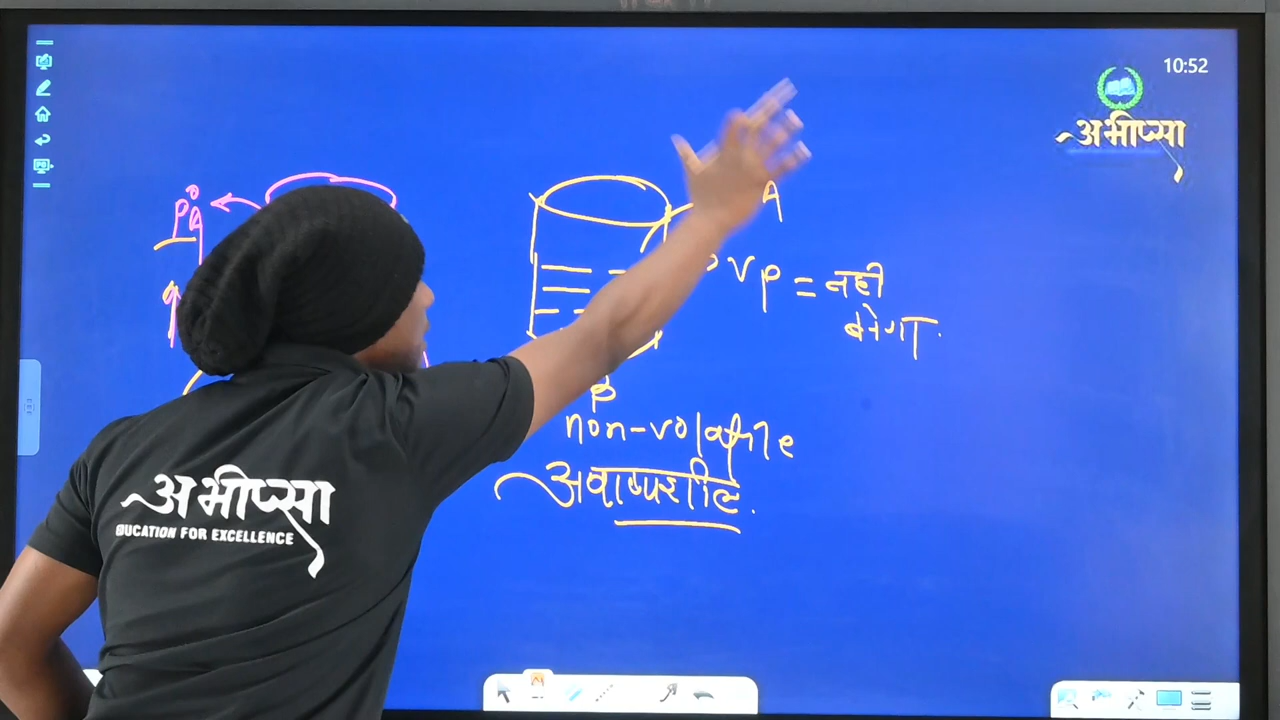 10:52
अभीप्सा
P°A
A
VP = नही
बनेगा.
B
non-volatile
अवाष्पशील.
अभीप्सा
EDUCATION FOR EXCELLENCE